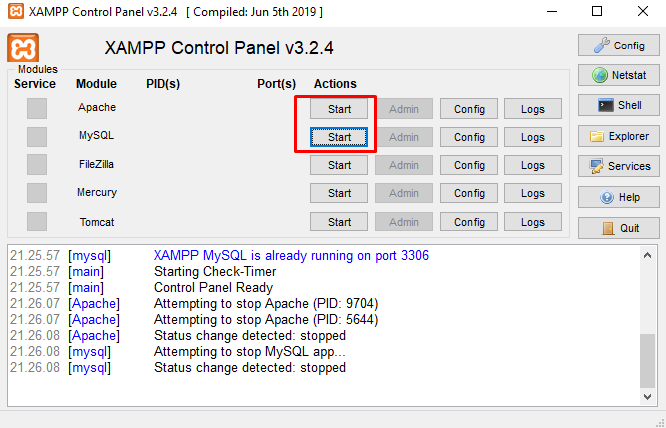 XAMPP Control Panel v3.2.4 [ Compiled: Jun 5th 2019 ]
XAMPP Control Panel v3.2.4
Config
Modules
Service Module PID(s) Port(s) Actions
Netstat
Apache Start Admin Config Logs
Shell
MySQL Start Admin Config Logs
Explorer
FileZilla Start Admin Config Logs
Services
Mercury Start Admin Config Logs
Help
Tomcat Start Admin Config Logs
Quit
21.25.57 [mysql] XAMPP MySQL is already running on port 3306
21.25.57 [main] Starting Check-Timer
21.25.57 [main] Control Panel Ready
21.26.07 [Apache] Attempting to stop Apache (PID: 9704)
21.26.07 [Apache] Attempting to stop Apache (PID: 5644)
21.26.08 [Apache] Status change detected: stopped
21.26.08 [mysql] Attempting to stop MySQL app...
21.26.08 [mysql] Status change detected: stopped